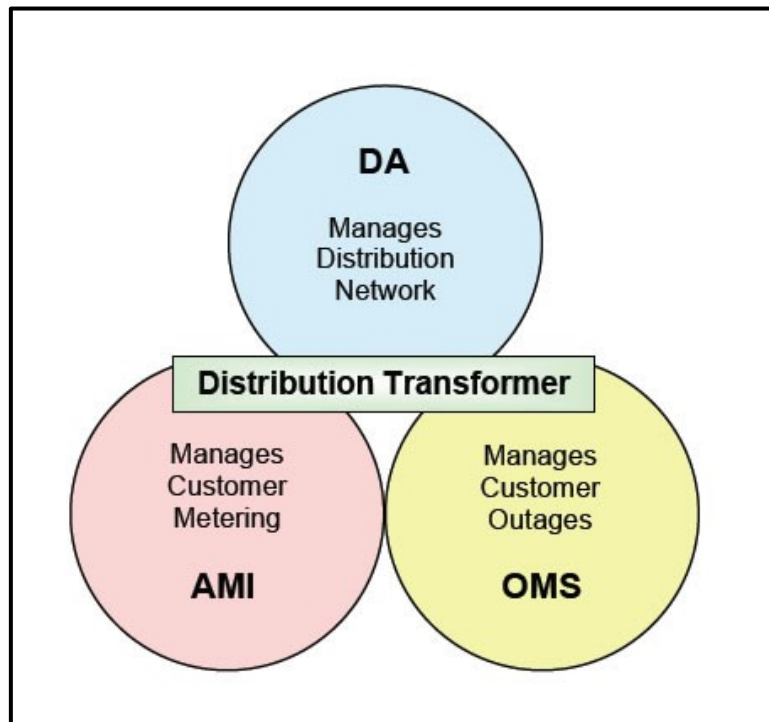 DA
Manages
Distribution
Network
Distribution Transformer
Manages
Customer
Metering
AMI
Manages
Customer
Outages
OMS